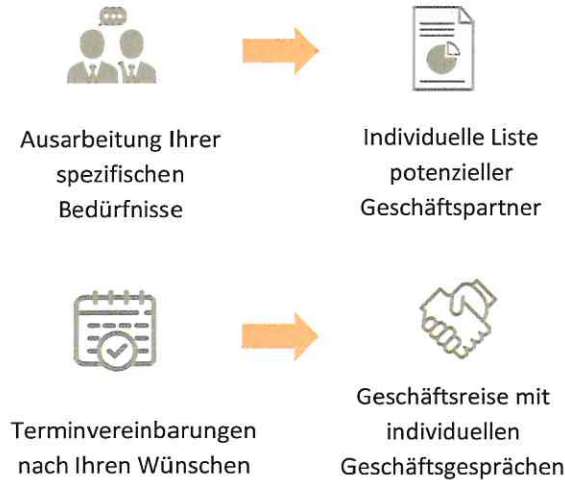 Ausarbeitung Ihrer
spezifischen
Bedürfnisse
Individuelle Liste
potenzieller
Geschäftspartner
Terminvereinbarungen
nach Ihren Wünschen
Geschäftsreise mit
individuellen
Geschäftsgesprächen